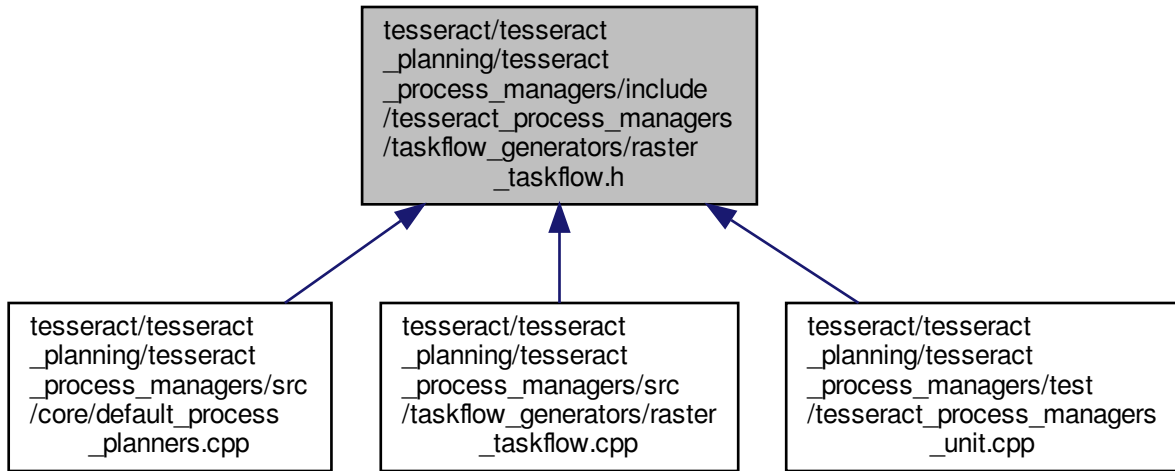 tesseract/tesseract
_planning/tesseract
_process_managers/include
/tesseract_process_managers
/taskflow_generators/raster
_taskflow.h
tesseract/tesseract
_planning/tesseract
_process_managers/src
/core/default_process
_planners.cpp
tesseract/tesseract
_planning/tesseract
_process_managers/src
/taskflow_generators/raster
_taskflow.cpp
tesseract/tesseract
_planning/tesseract
_process_managers/test
/tesseract_process_managers
_unit.cpp